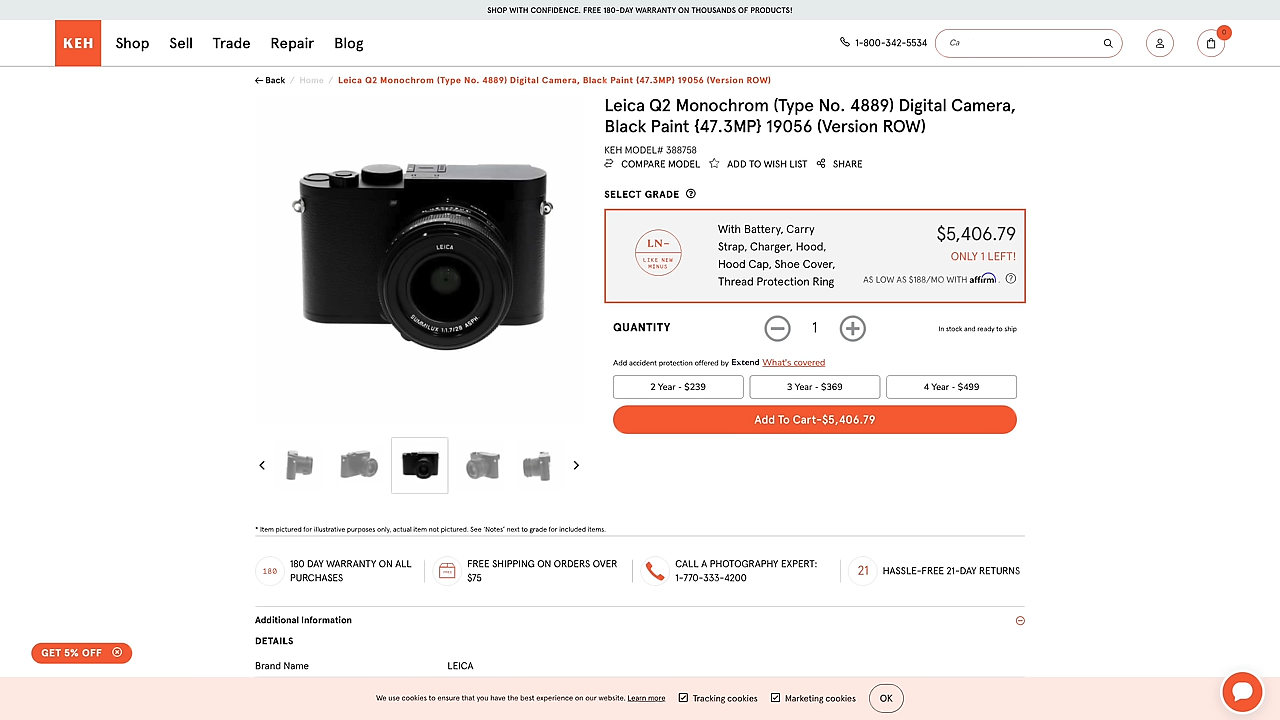 SHOP WITH CONFIDENCE. FREE 180-DAY WARRANTY ON THOUSANDS OF PRODUCTS!
KEH
Shop
Sell
Trade
Repair
Blog
1-800-342-5534
Ca
0
Back / Home / Leica Q2 Monochrom (Type No. 4889) Digital Camera, Black Paint {47.3MP} 19056 (Version ROW)
Leica Q2 Monochrom (Type No. 4889) Digital Camera,
Black Paint {47.3MP} 19056 (Version ROW)
KEH MODEL# 388758
COMPARE MODEL
ADD TO WISH LIST
SHARE
SELECT GRADE
LN-
LIKE NEW
MINUS
With Battery, Carry
Strap, Charger, Hood,
Hood Cap, Shoe Cover,
Thread Protection Ring
$5,406.79
ONLY 1 LEFT!
AS LOW AS $188/MO WITH affirm.
QUANTITY
1
In stock and ready to ship
Add accident protection offered by Extend What's covered
2 Year - $239
3 Year - $369
4 Year - $499
Add To Cart-$5,406.79
LEICA
SUMMILUX 1:1.7/28 ASPH.
* Item pictured for illustrative purposes only, actual item not pictured. See 'Notes' next to grade for included items.
180
180 DAY WARRANTY ON ALL
PURCHASES
FREE SHIPPING ON ORDERS OVER
$75
CALL A PHOTOGRAPHY EXPERT:
1-770-333-4200
21
HASSLE-FREE 21-DAY RETURNS
Additional Information
DETAILS
Brand Name
LEICA
GET 5% OFF
We use cookies to ensure that you have the best experience on our website. Learn more
Tracking cookies
Marketing cookies
OK